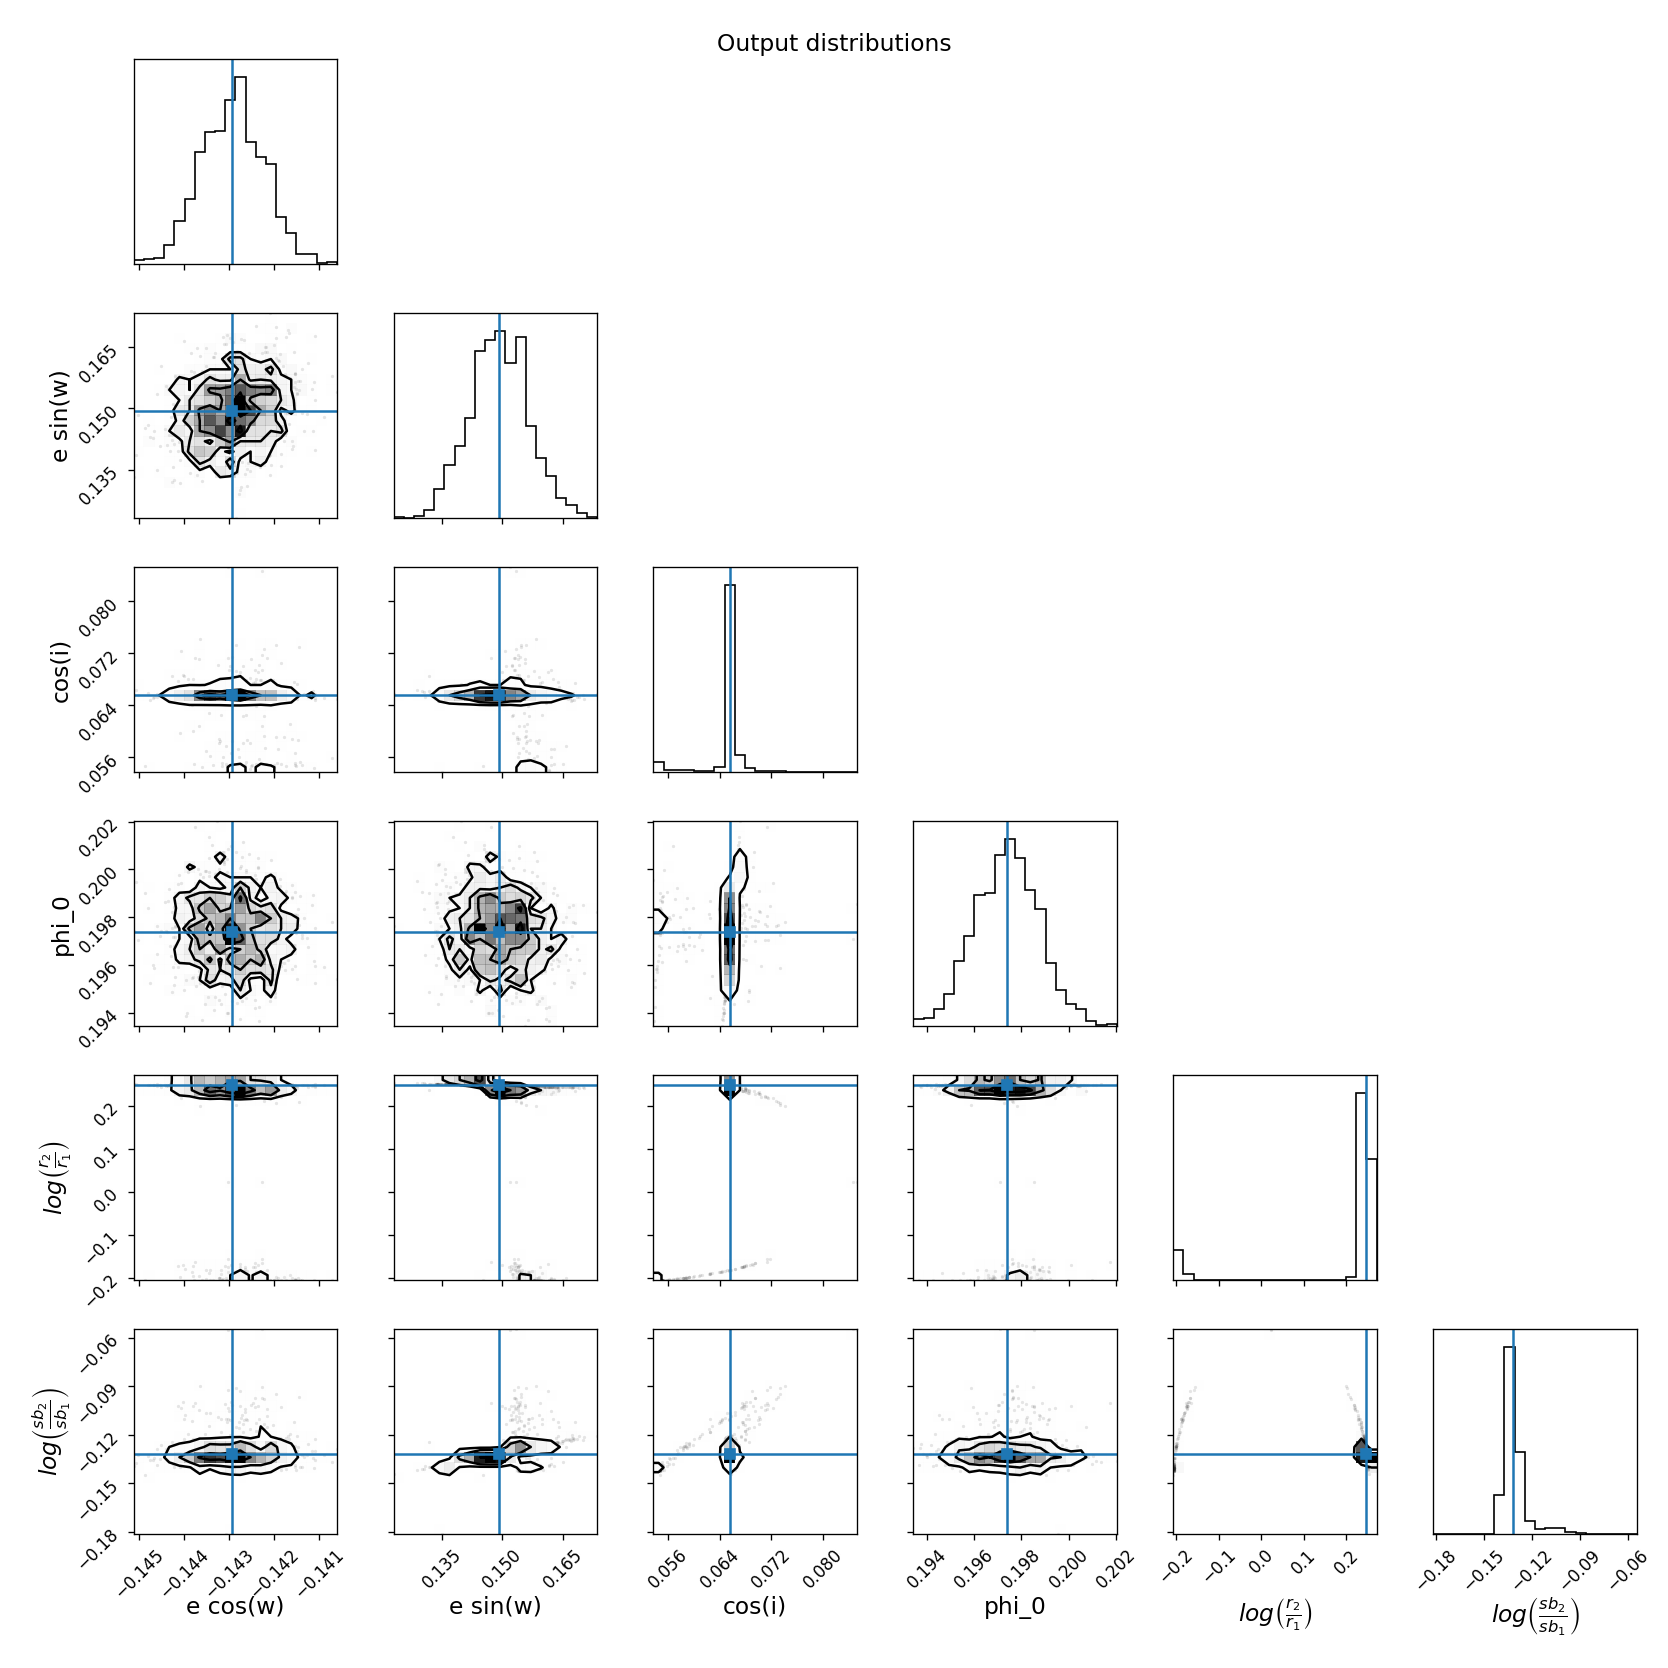 Output distributions
e sin(w)
0.165
0.150
0.135
cos(i)
0.080
0.072
0.064
0.056
phi_0
0.202
0.200
0.198
0.196
0.194
log(r₂/r₁)
0.2
0.1
0.0
−0.1
−0.2
log(sb₂/sb₁)
−0.06
−0.09
−0.12
−0.15
−0.18
−0.145 −0.144 −0.143 −0.142 −0.141
0.135 0.150 0.165
0.056 0.064 0.072 0.080
0.194 0.196 0.198 0.200 0.202
−0.2 −0.1 0.0 0.1 0.2
−0.18 −0.15 −0.12 −0.09 −0.06
e cos(w) e sin(w) cos(i) phi_0 log(r₂/r₁) log(sb₂/sb₁)